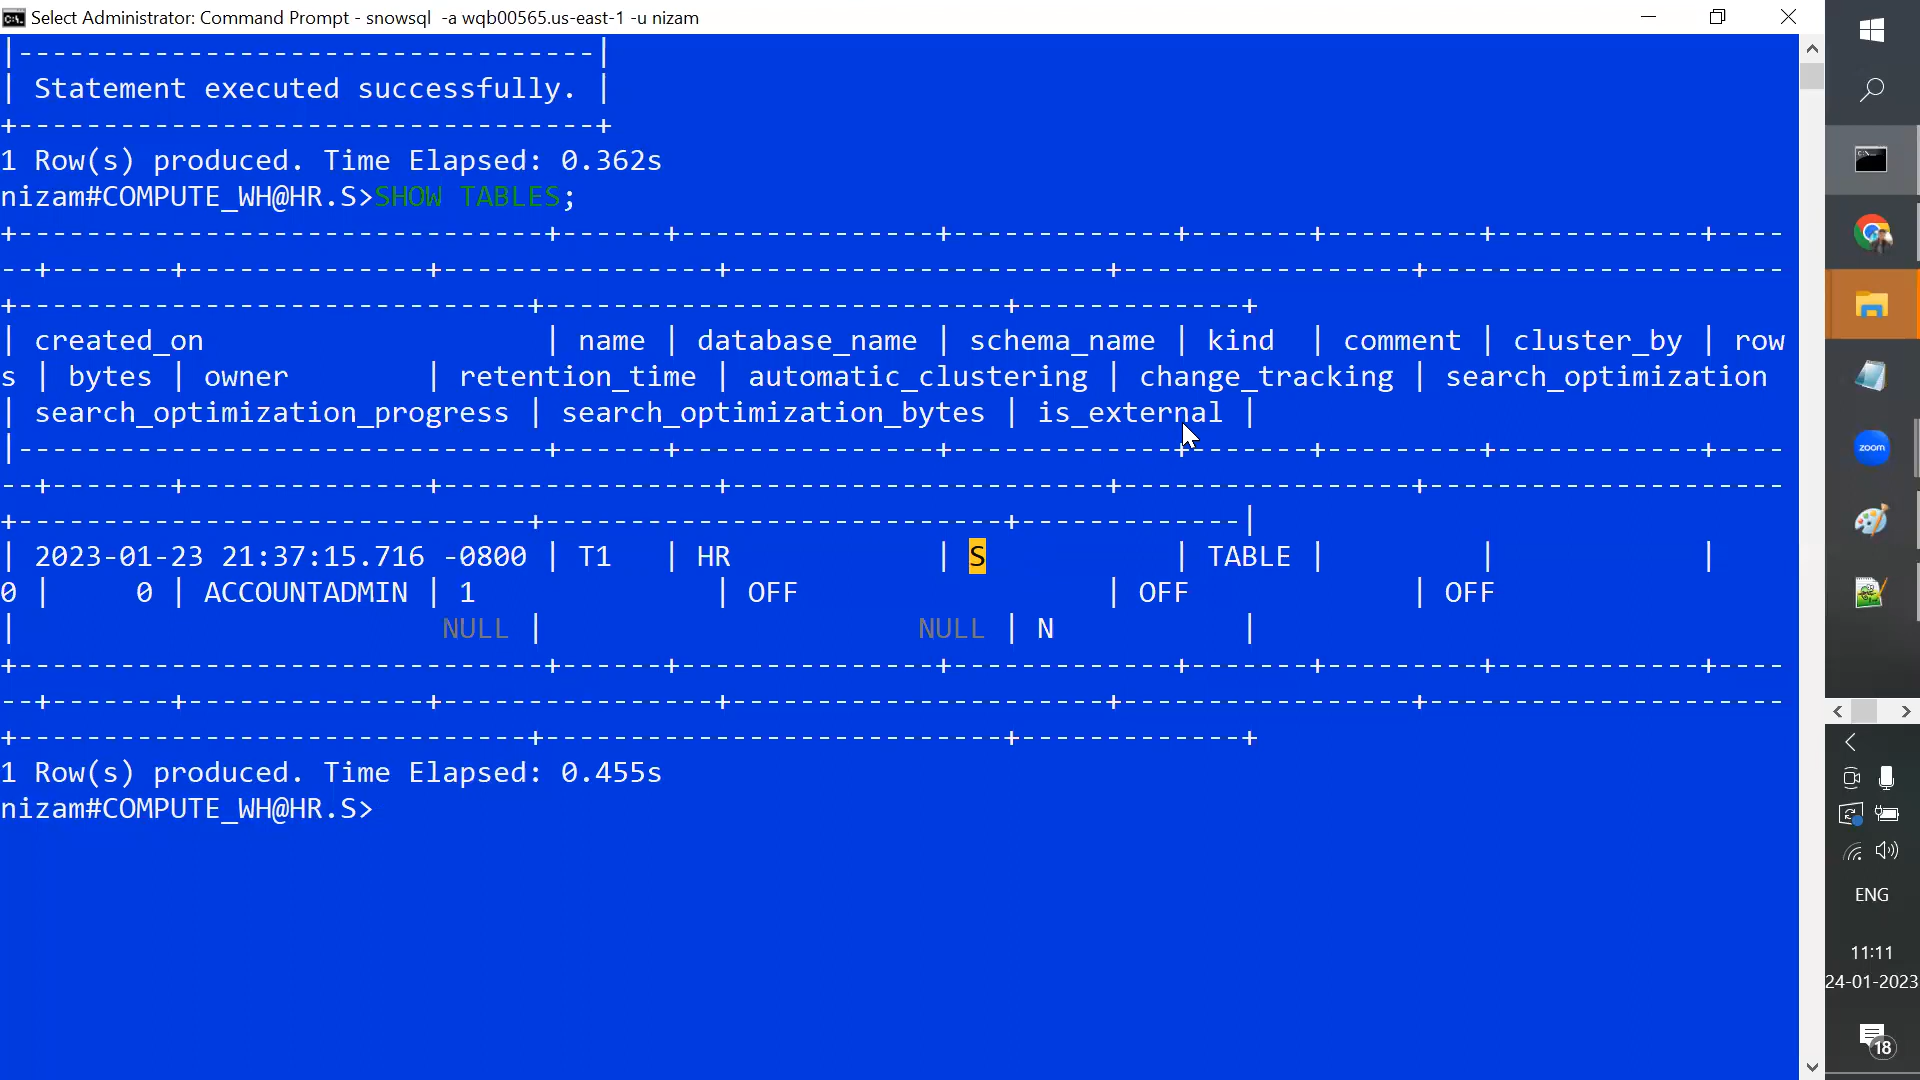 Select Administrator: Command Prompt - snowsql -a wqb00565.us-east-1 -u nizam
|----------------------------------|
| Statement executed successfully. |
+----------------------------------+
1 Row(s) produced. Time Elapsed: 0.362s
nizam#COMPUTE_WH@HR.S>SHOW TABLES;
+-------------------------------+------+---------------+-------------+-------+---------+------------+----
--+-------+--------------+----------------+----------------------+-----------------+---------------------
+------------------------------+---------------------------+-------------+
| created_on                    | name | database_name | schema_name | kind  | comment | cluster_by | row
s | bytes | owner        | retention_time | automatic_clustering | change_tracking | search_optimization
| search_optimization_progress | search_optimization_bytes | is_external |
|-------------------------------+------+---------------+-------------+-------+---------+------------+----
--+-------+--------------+----------------+----------------------+-----------------+---------------------
+------------------------------+---------------------------+-------------|
| 2023-01-23 21:37:15.716 -0800 | T1   | HR            | S           | TABLE |         |            |
0 |     0 | ACCOUNTADMIN | 1              | OFF                  | OFF             | OFF
|                         NULL |                      NULL | N           |
+-------------------------------+------+---------------+-------------+-------+---------+------------+----
--+-------+--------------+----------------+----------------------+-----------------+---------------------
+------------------------------+---------------------------+-------------+
1 Row(s) produced. Time Elapsed: 0.455s
nizam#COMPUTE_WH@HR.S>
zoom
ENG
11:11
24-01-2023
18